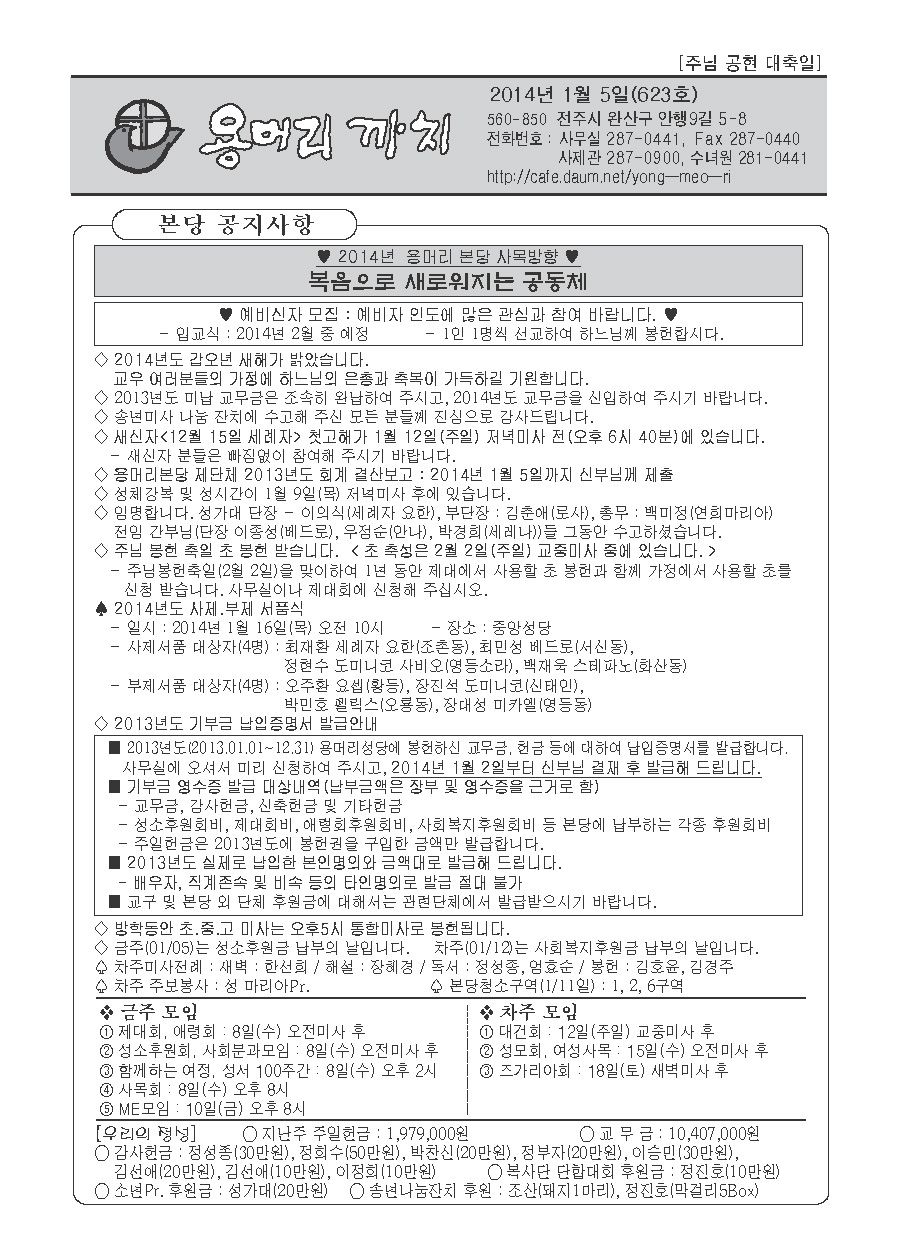 [주님 공현 대축일]
용머리 까치
2014년 1월 5일(623호)
560-850 전주시 완산구 안행9길 5-8
전화번호 : 사무실 287-0441, Fax 287-0440
사제관 287-0900, 수녀원 281-0441
http://cafe.daum.net/yong—meo—ri
본당 공지사항
♥ 2014년 용머리 본당 사목방향 ♥
복음으로 새로워지는 공동체
♥ 예비신자 모집 : 예비자 인도에 많은 관심과 참여 바랍니다. ♥
- 입교식 : 2014년 2월 중 예정 - 1인 1명씩 선교하여 하느님께 봉헌합시다.
◇ 2014년도 갑오년 새해가 밝았습니다.
교우 여러분들의 가정에 하느님의 은총과 축복이 가득하길 기원합니다.
◇ 2013년도 미납 교무금은 조속히 완납하여 주시고, 2014년도 교무금을 신입하여 주시기 바랍니다.
◇ 송년미사 나눔 잔치에 수고해 주신 모든 분들께 진심으로 감사드립니다.
◇ 새신자<12월 15일 세례자> 첫고해가 1월 12일(주일) 저녁미사 전(오후 6시 40분)에 있습니다.
- 새신자 분들은 빠짐없이 참여해 주시기 바랍니다.
◇ 용머리본당 제단체 2013년도 회계 결산보고 : 2014년 1월 5일까지 신부님께 제출
◇ 성체강복 및 성시간이 1월 9일(목) 저녁미사 후에 있습니다.
◇ 임명합니다. 성가대 단장 - 이의식(세례자 요한), 부단장 : 김춘애(로사), 총무 : 백미정(연희마리아)
전임 간부님(단장 이종성(베드로), 우점순(안나), 박경희(세레나))들 그동안 수고하셨습니다.
◇ 주님 봉헌 축일 초 봉헌 받습니다. < 초 축성은 2월 2일(주일) 교중미사 중에 있습니다. >
- 주님봉헌축일(2월 2일)을 맞이하여 1년 동안 제대에서 사용할 초 봉헌과 함께 가정에서 사용할 초를
신청 받습니다. 사무실이나 제대회에 신청해 주십시오.
♠ 2014년도 사제.부제 서품식
- 일시 : 2014년 1월 16일(목) 오전 10시 - 장소 : 중앙성당
- 사제서품 대상자(4명) : 최재환 세례자 요한(조촌동), 최민성 베드로(서신동),
정현수 도미니코 사비오(영등소라), 백재욱 스테파노(화산동)
- 부제서품 대상자(4명) : 오주환 요셉(황등), 장진석 도미니코(신태인),
박민호 펠릭스(오룡동), 장대성 미카엘(영등동)
◇ 2013년도 기부금 납입증명서 발급안내
■ 2013년도(2013.01.01~12.31) 용머리성당에 봉헌하신 교무금, 헌금 등에 대하여 납입증명서를 발급합니다.
사무실에 오셔서 미리 신청하여 주시고, 2014년 1월 2일부터 신부님 결재 후 발급해 드립니다.
■ 기부금 영수증 발급 대상내역(납부금액은 장부 및 영수증을 근거로 함)
- 교무금, 감사헌금, 신축헌금 및 기타헌금
- 성소후원회비, 제대회비, 애령회후원회비, 사회복지후원회비 등 본당에 납부하는 각종 후원회비
- 주일헌금은 2013년도에 봉헌권을 구입한 금액만 발급합니다.
■ 2013년도 실제로 납입한 본인명의와 금액대로 발급해 드립니다.
- 배우자, 직계존속 및 비속 등의 타인명의로 발급 절대 불가
■ 교구 및 본당 외 단체 후원금에 대해서는 관련단체에서 발급받으시기 바랍니다.
◇ 방학동안 초.중.고 미사는 오후5시 통합미사로 봉헌됩니다.
◇ 금주(01/05)는 성소후원금 납부의 날입니다. 차주(01/12)는 사회복지후원금 납부의 날입니다.
♤ 차주미사전례 : 새벽 : 한선희 / 해설 : 장혜경 / 독서 : 정성종, 엄효순 / 봉헌 : 김호윤, 김경주
♤ 차주 주보봉사 : 성 마리아Pr. ♤ 본당청소구역(1/11일) : 1, 2, 6구역
❖ 금주 모임
① 제대회, 애령회 : 8일(수) 오전미사 후
② 성소후원회, 사회분과모임 : 8일(수) 오전미사 후
③ 함께하는 여정, 성서 100주간 : 8일(수) 오후 2시
④ 사목회 : 8일(수) 오후 8시
⑤ ME모임 : 10일(금) 오후 8시
❖ 차주 모임
① 대건회 : 12일(주일) 교중미사 후
② 성모회, 여성사목 : 15일(수) 오전미사 후
③ 즈가리아회 : 18일(토) 새벽미사 후
[우리의 정성] ○ 지난주 주일헌금 : 1,979,000원 ○ 교 무 금 : 10,407,000원
○ 감사헌금 : 정성종(30만원), 정희수(50만원), 박찬신(20만원), 정부자(20만원), 이승민(30만원),
김선애(20만원), 김선애(10만원), 이정희(10만원) ○ 복사단 단합대회 후원금 : 정진호(10만원)
○ 소년Pr. 후원금 : 성가대(20만원) ○ 송년나눔잔치 후원 : 조산(돼지1마리), 정진호(막걸리5Box)